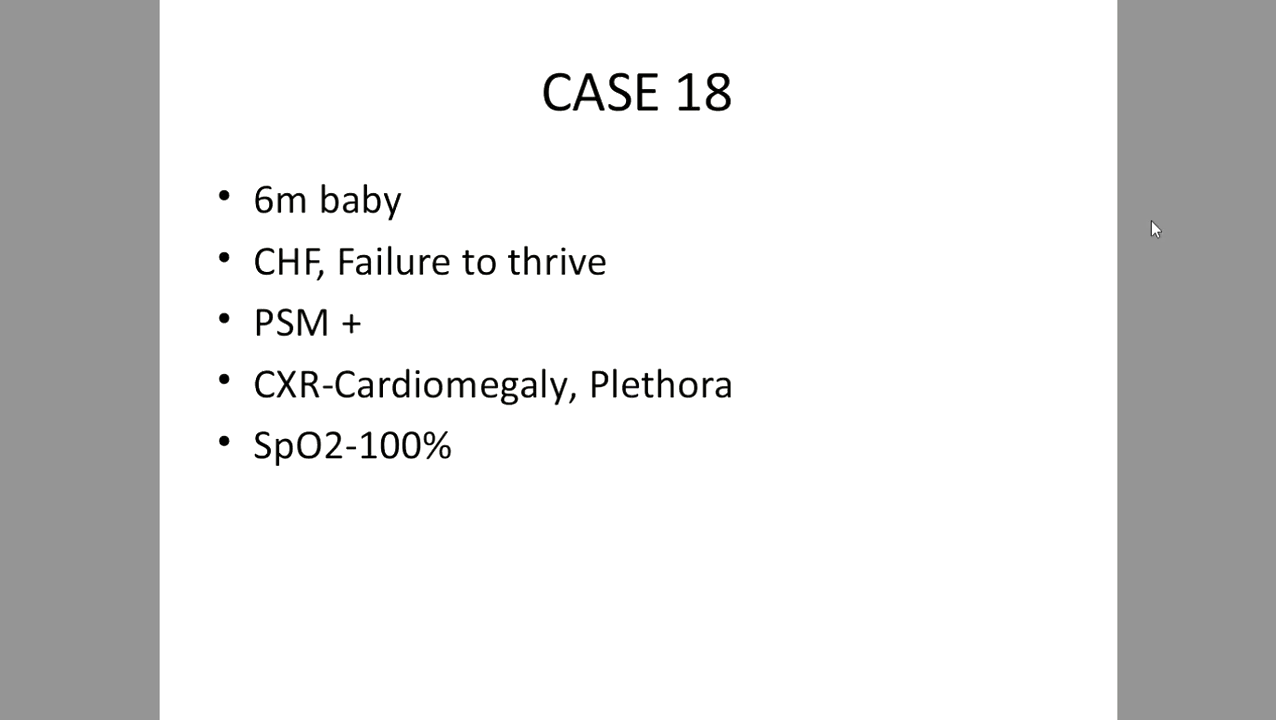 CASE 18
• 6m baby
• CHF, Failure to thrive
• PSM +
• CXR-Cardiomegaly, Plethora
• SpO2-100%